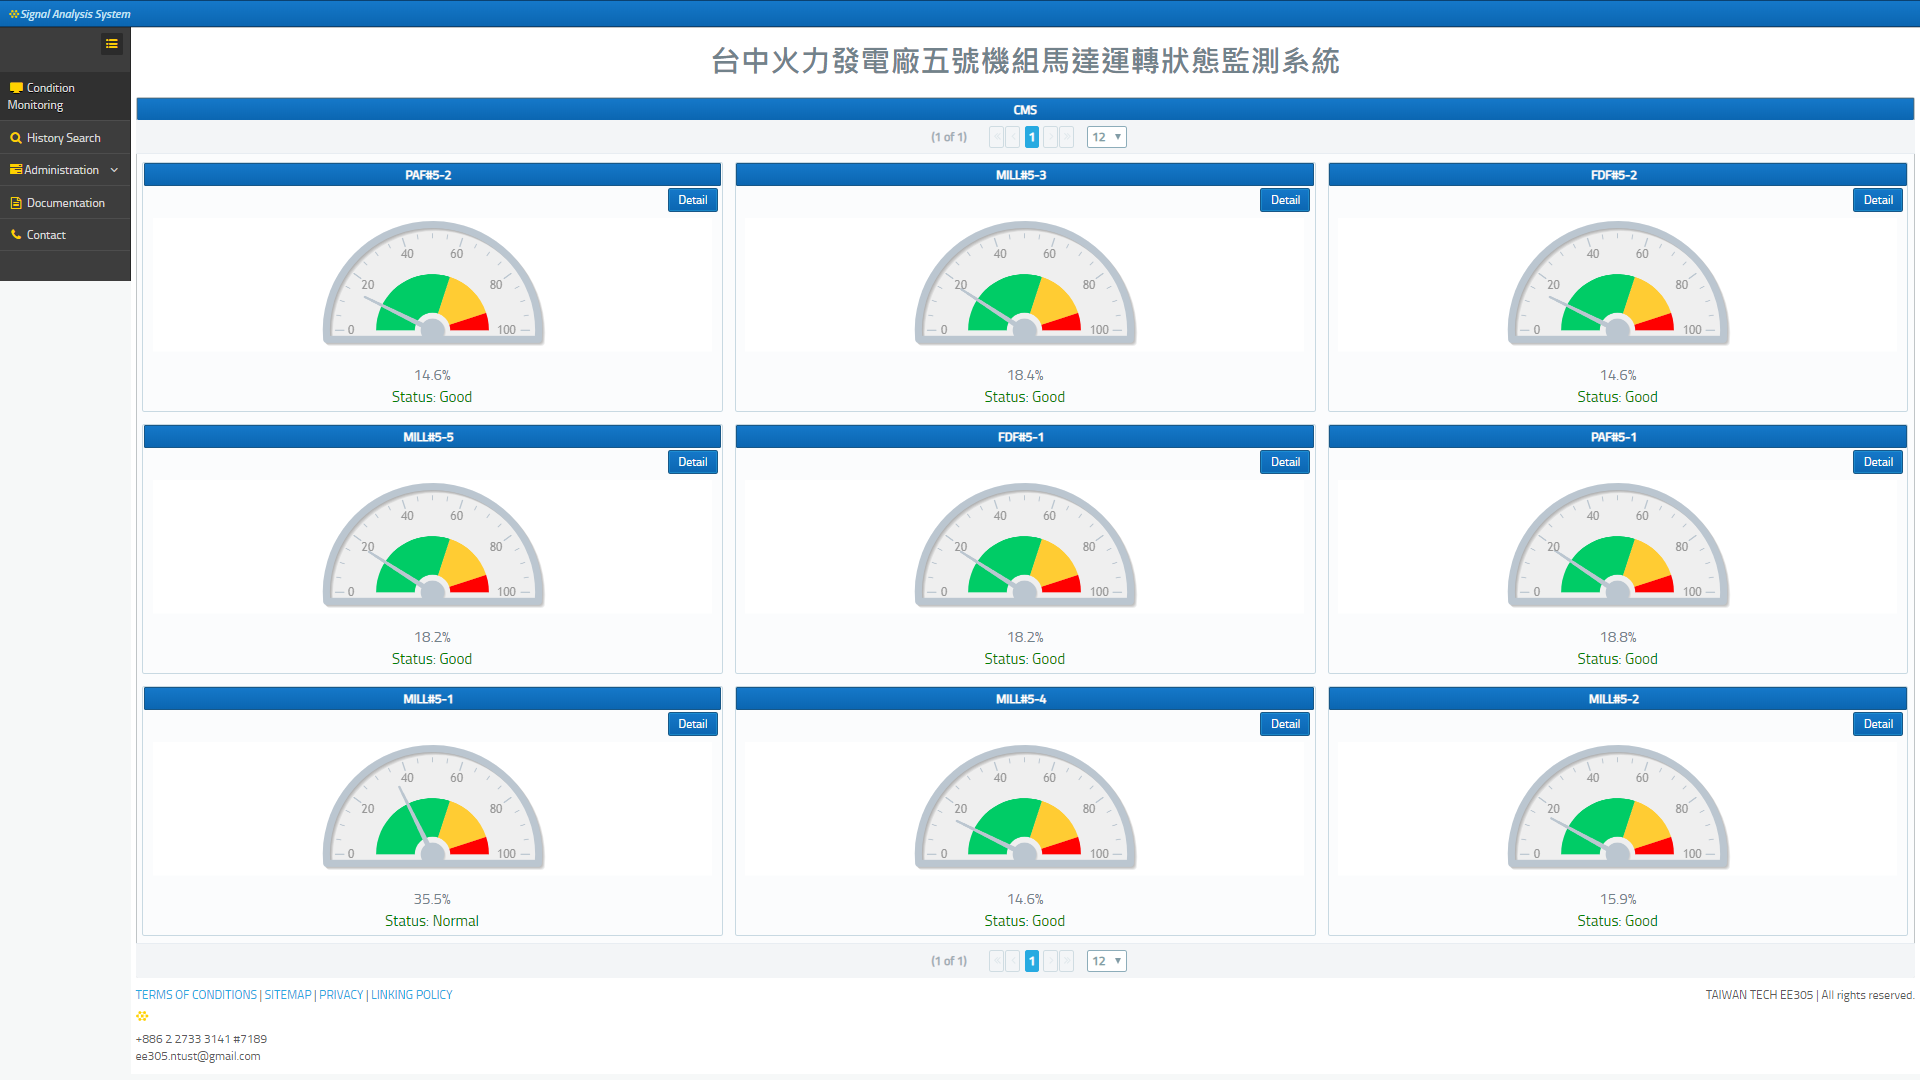 Signal Analysis System
Condition Monitoring
History Search
Administration
Documentation
Contact
台中火力發電廠五號機組馬達運轉狀態監測系統
CMS
(1 of 1) 1 12
PAF#5-2
Detail
0 20 40 60 80 100
14.6%
Status: Good
MILL#5-3
Detail
0 20 40 60 80 100
18.4%
Status: Good
FDF#5-2
Detail
0 20 40 60 80 100
14.6%
Status: Good
MILL#5-5
Detail
0 20 40 60 80 100
18.2%
Status: Good
FDF#5-1
Detail
0 20 40 60 80 100
18.2%
Status: Good
PAF#5-1
Detail
0 20 40 60 80 100
18.8%
Status: Good
MILL#5-1
Detail
0 20 40 60 80 100
35.5%
Status: Normal
MILL#5-4
Detail
0 20 40 60 80 100
14.6%
Status: Good
MILL#5-2
Detail
0 20 40 60 80 100
15.9%
Status: Good
(1 of 1) 1 12
TERMS OF CONDITIONS | SITEMAP | PRIVACY | LINKING POLICY
TAIWAN TECH EE305 | All rights reserved.
+886 2 2733 3141 #7189
ee305.ntust@gmail.com